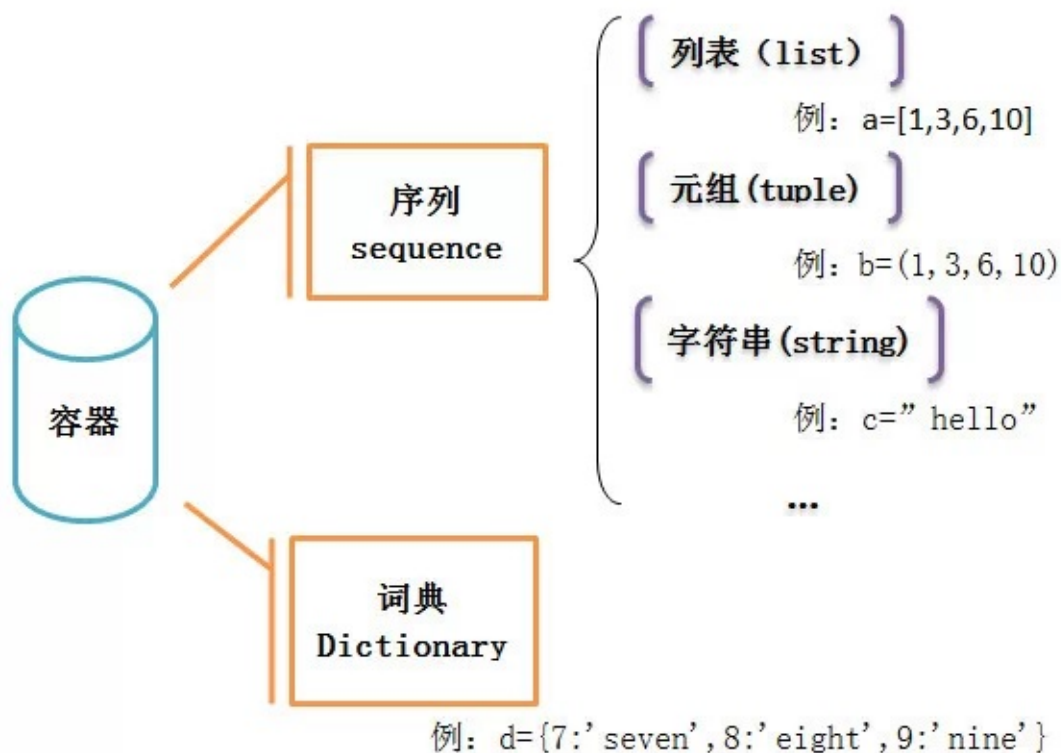 列表（list）
例：a=[1,3,6,10]
序列
sequence
元组(tuple)
例：b=(1,3,6,10)
字符串(string)
例：c=”hello”
...
容器
词典
Dictionary
例：d={7:’seven’,8:’eight’,9:’nine’}